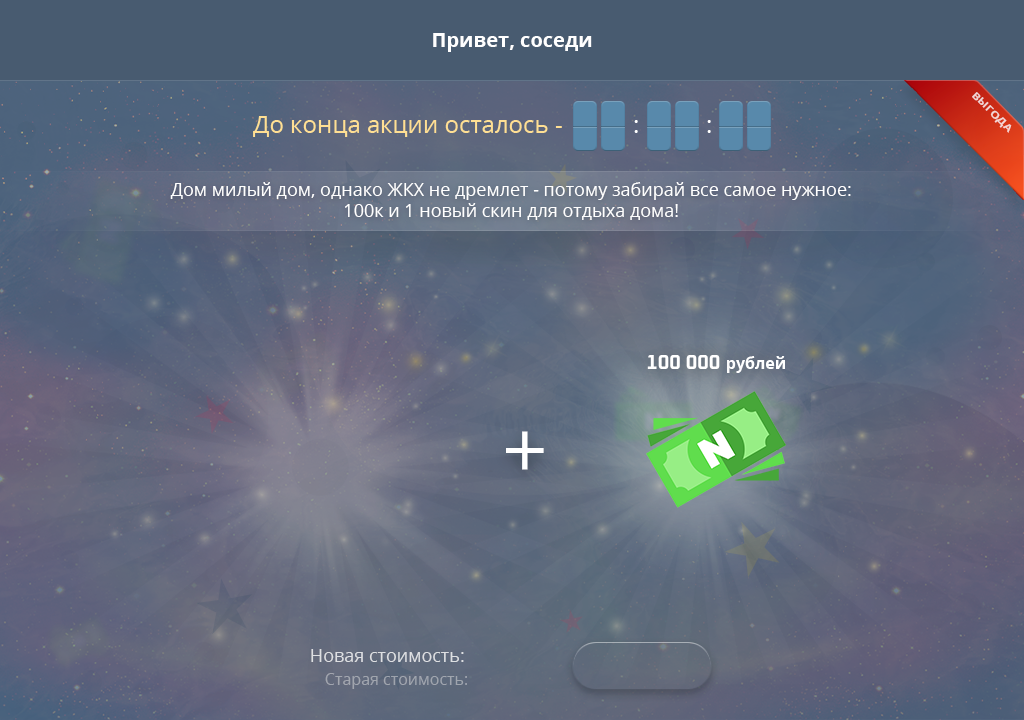 Привет, соседи
ВЫГОДА
До конца акции осталось - : :
Дом милый дом, однако ЖКХ не дремлет - потому забирай все самое нужное:
100к и 1 новый скин для отдыха дома!
100 000 рублей
+
N
Новая стоимость:
Старая стоимость: